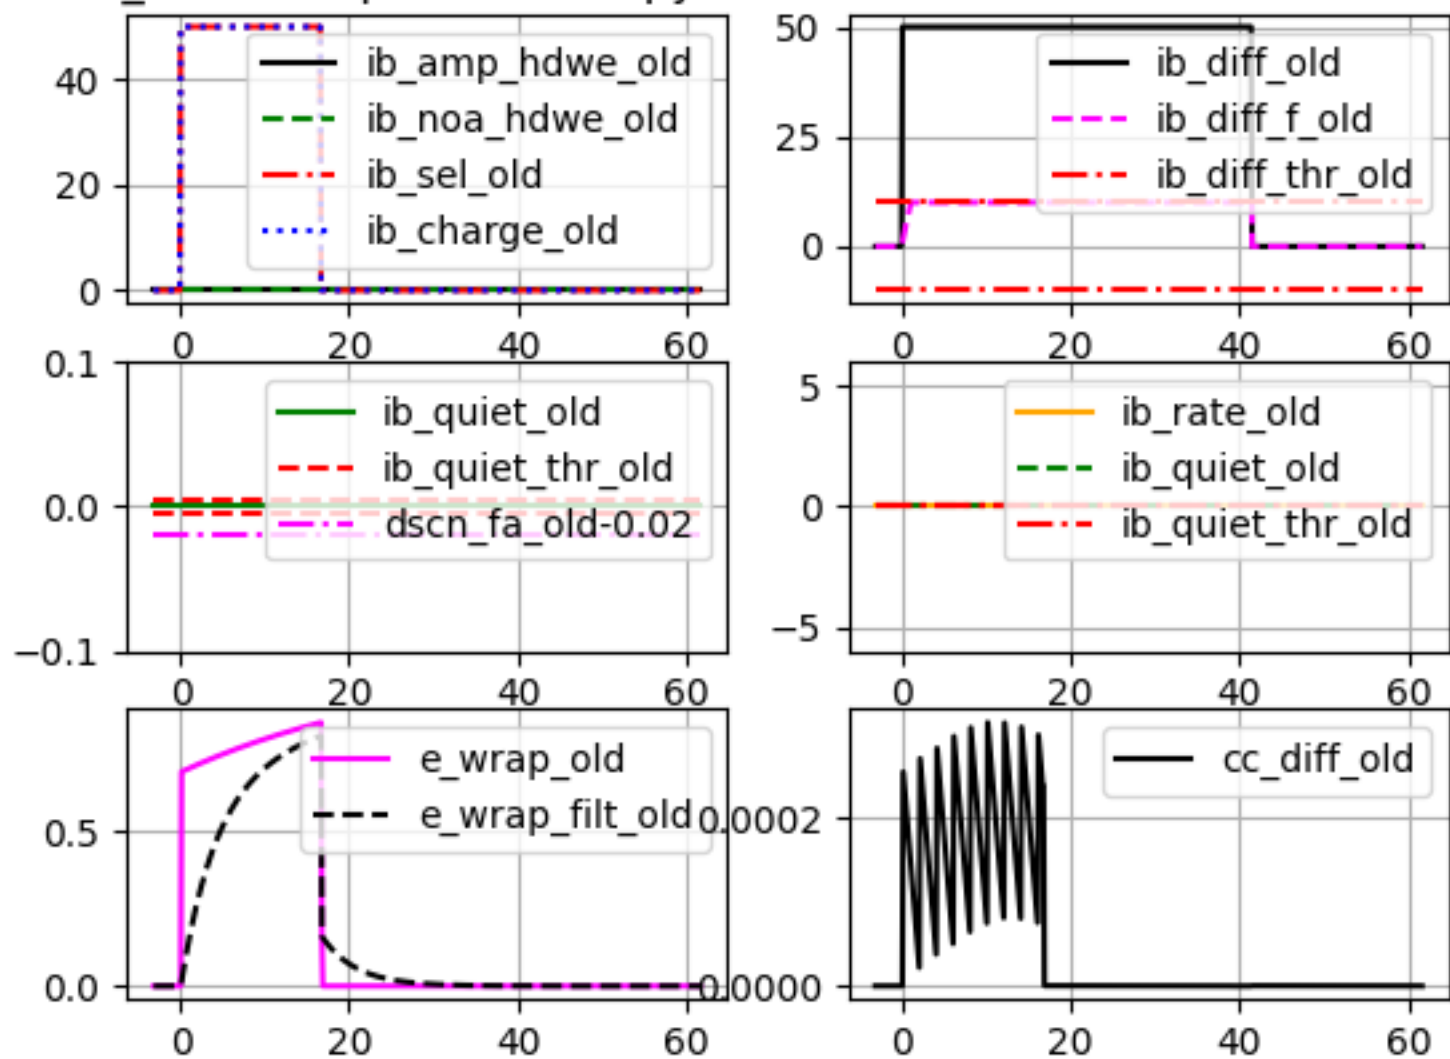 40
20
0
0
20
40
60
ib_amp_hdwe_old
ib_noa_hdwe_old
ib_sel_old
ib_charge_old
50
25
0
0
20
40
60
ib_diff_old
ib_diff_f_old
ib_diff_thr_old
0.1
0.0
−0.1
0
20
40
60
ib_quiet_old
ib_quiet_thr_old
dscn_fa_old-0.02
5
0
−5
0
20
40
60
ib_rate_old
ib_quiet_old
ib_quiet_thr_old
0.5
0.0
0
20
40
60
e_wrap_old
e_wrap_filt_old
0.0002
0.0000
0
20
40
60
cc_diff_old